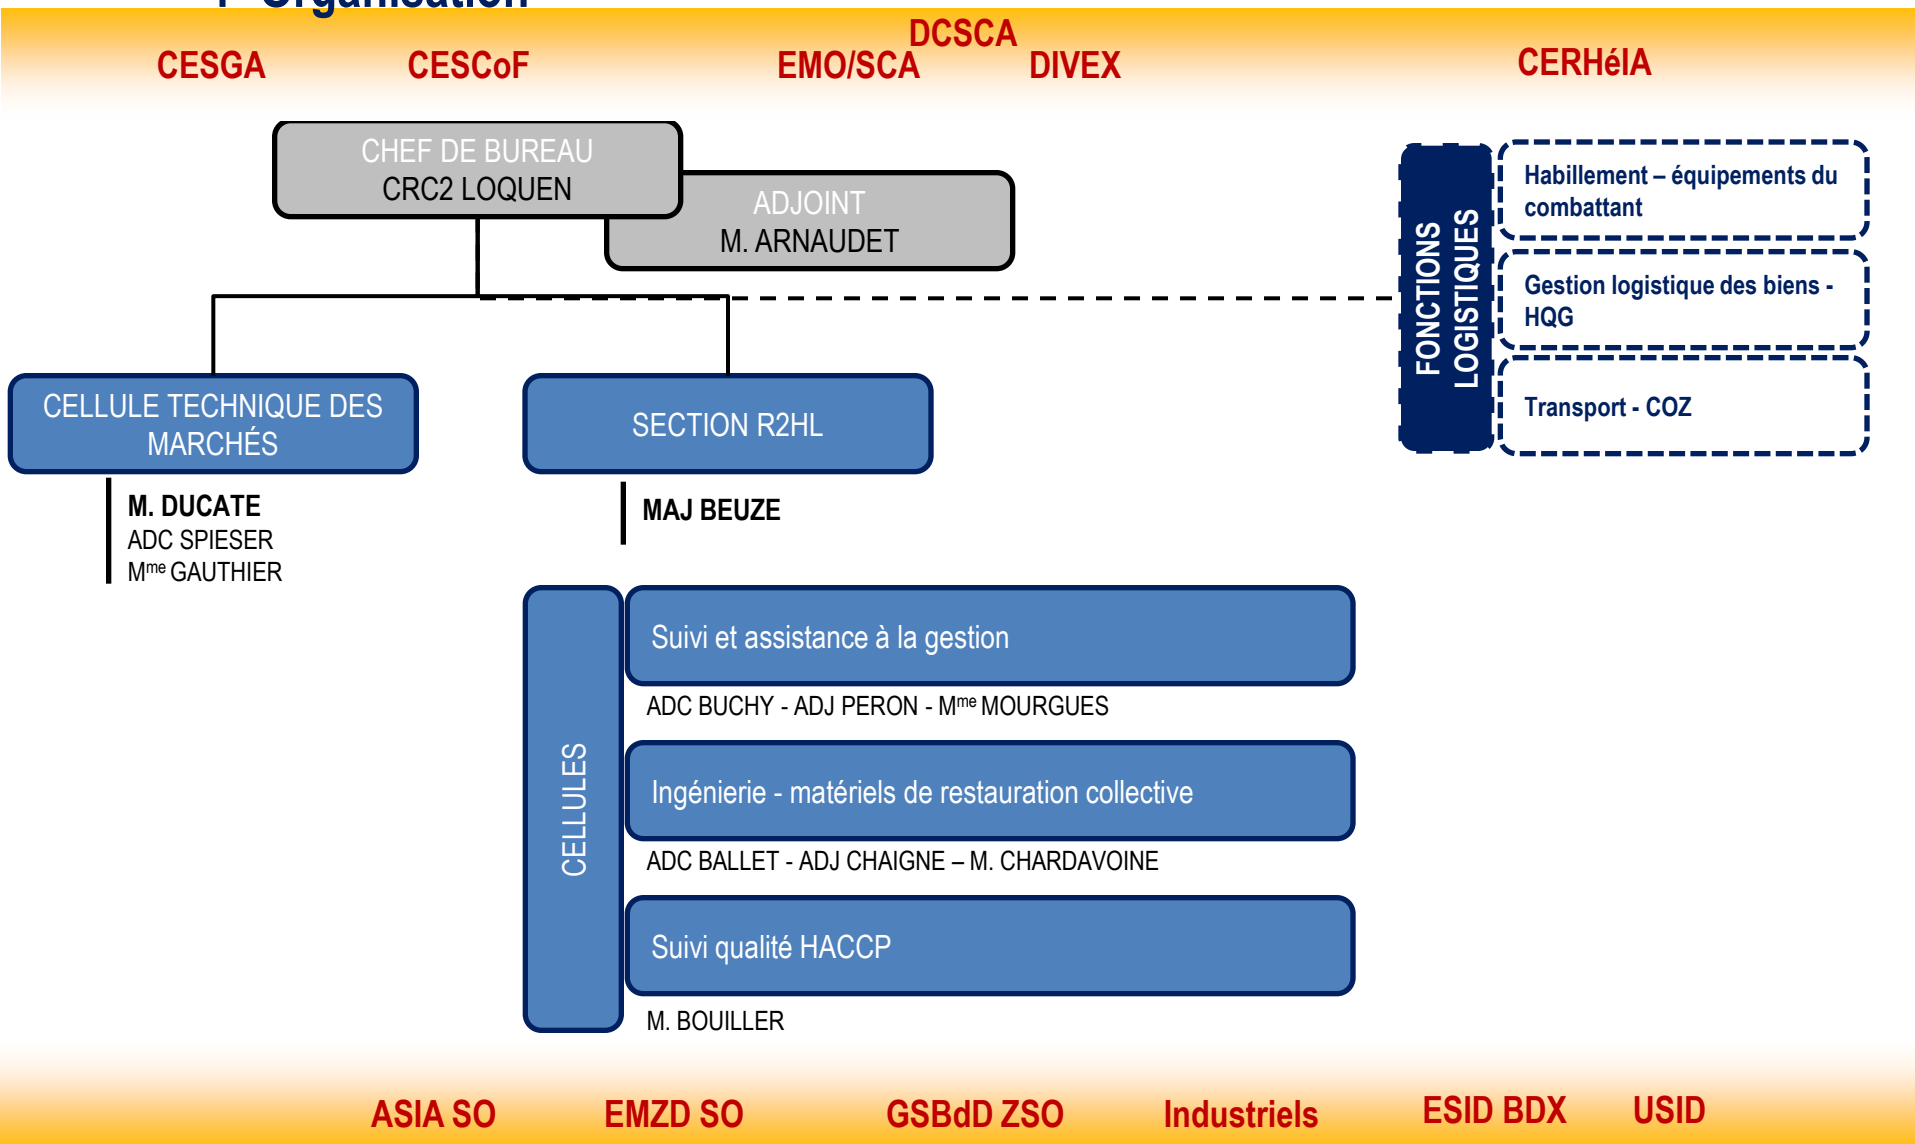 Organisation
DCSCA
CESGA CESCoF EMO/SCA DIVEX CERHéIA
CHEF DE BUREAU
CRC2 LOQUEN
ADJOINT
M. ARNAUDET
FONCTIONS
LOGISTIQUES
Habillement – équipements du
combattant
Gestion logistique des biens -
HQG
Transport - COZ
CELLULE TECHNIQUE DES
MARCHÉS
M. DUCATE
ADC SPIESER
Mme GAUTHIER
SECTION R2HL
MAJ BEUZE
CELLULES
Suivi et assistance à la gestion
ADC BUCHY - ADJ PERON - Mme MOURGUES
Ingénierie - matériels de restauration collective
ADC BALLET - ADJ CHAIGNE – M. CHARDAVOINE
Suivi qualité HACCP
M. BOUILLER
ASIA SO EMZD SO GSBdD ZSO Industriels ESID BDX USID